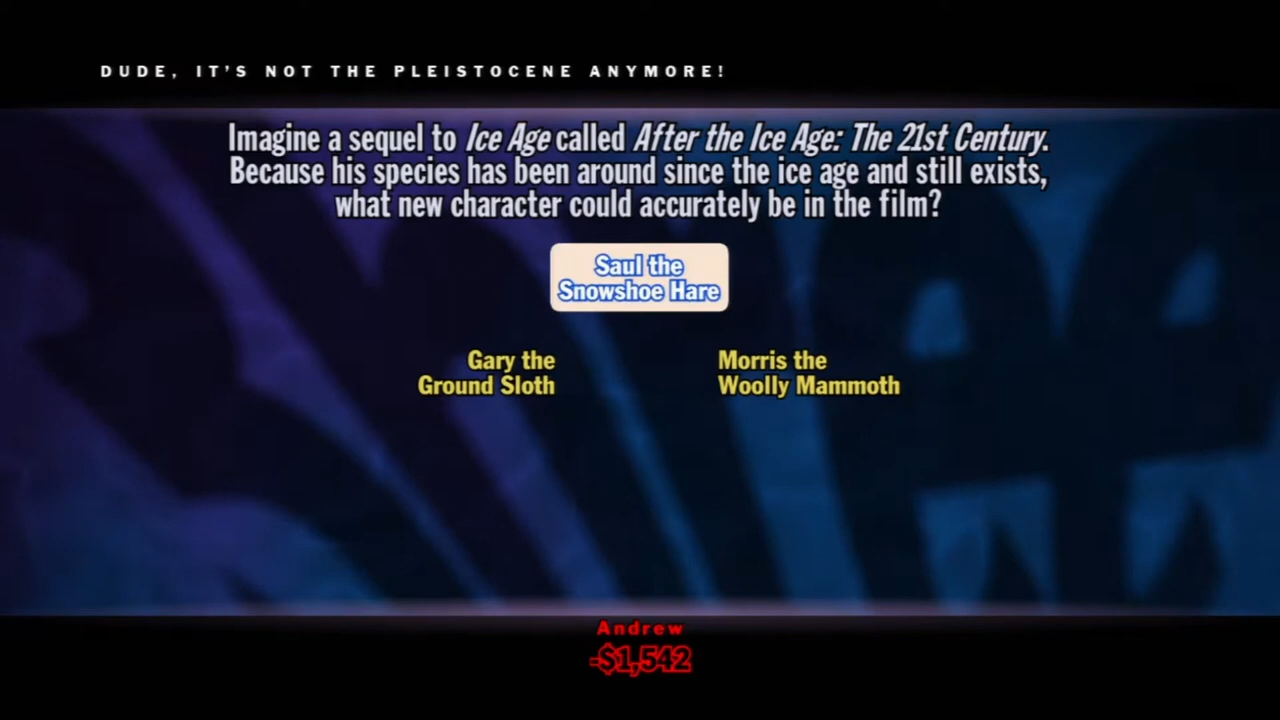 DUDE, IT'S NOT THE PLEISTOCENE ANYMORE!
Imagine a sequel to Ice Age called After the Ice Age: The 21st Century.
Because his species has been around since the ice age and still exists,
what new character could accurately be in the film?
Saul the
Snowshoe Hare
Gary the
Ground Sloth
Morris the
Woolly Mammoth
Andrew
-$1,542